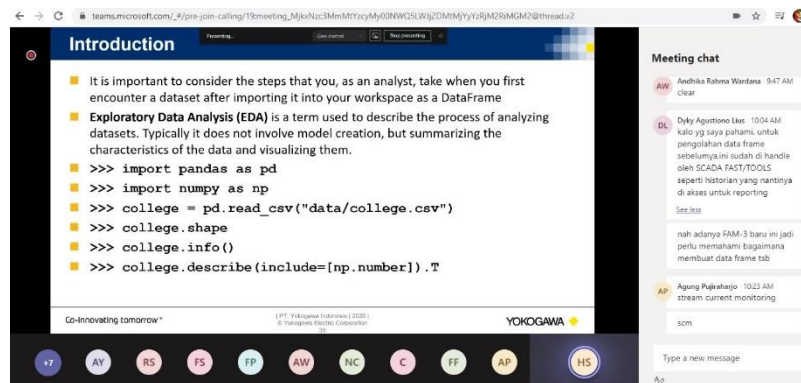 teams.microsoft.com/_#/pre-join-calling/19:meeting_MjkxNzc3MmMtYzcyMy00NWQ5LWJjZDMtMjYyYzRjM2RiMGM2@thread.v2
Presenting...
Give control
Stop presenting
Introduction
It is important to consider the steps that you, as an analyst, take when you first
encounter a dataset after importing it into your workspace as a DataFrame
Exploratory Data Analysis (EDA) is a term used to describe the process of analyzing
datasets. Typically it does not involve model creation, but summarizing the
characteristics of the data and visualizing them.
>>> import pandas as pd
>>> import numpy as np
>>> college = pd.read_csv("data/college.csv")
>>> college.shape
>>> college.info()
>>> college.describe(include=[np.number]).T
Co-innovating tomorrow™
| PT. Yokogawa Indonesia | 2020 |
© Yokogawa Electric Corporation
38
YOKOGAWA
+7
AY
RS
FS
FP
AW
NC
C
FF
AP
HS
Meeting chat
AW
Andhika Rahma Wardana 9:47 AM
clear
DL
Dyky Agustiono Lius 10:04 AM
kalo yg saya pahami, untuk
pengolahan data frame
sebelumya,ini sudah di handle
oleh SCADA FAST/TOOLS
seperti historian yang nantinya
di akses untuk reporting
See less
nah adanya FAM-3 baru ini jadi
perlu memahami bagaimana
membuat data frame tsb
AP
Agung Pujiraharjo 10:23 AM
stream current monitoring
scm
Type a new message